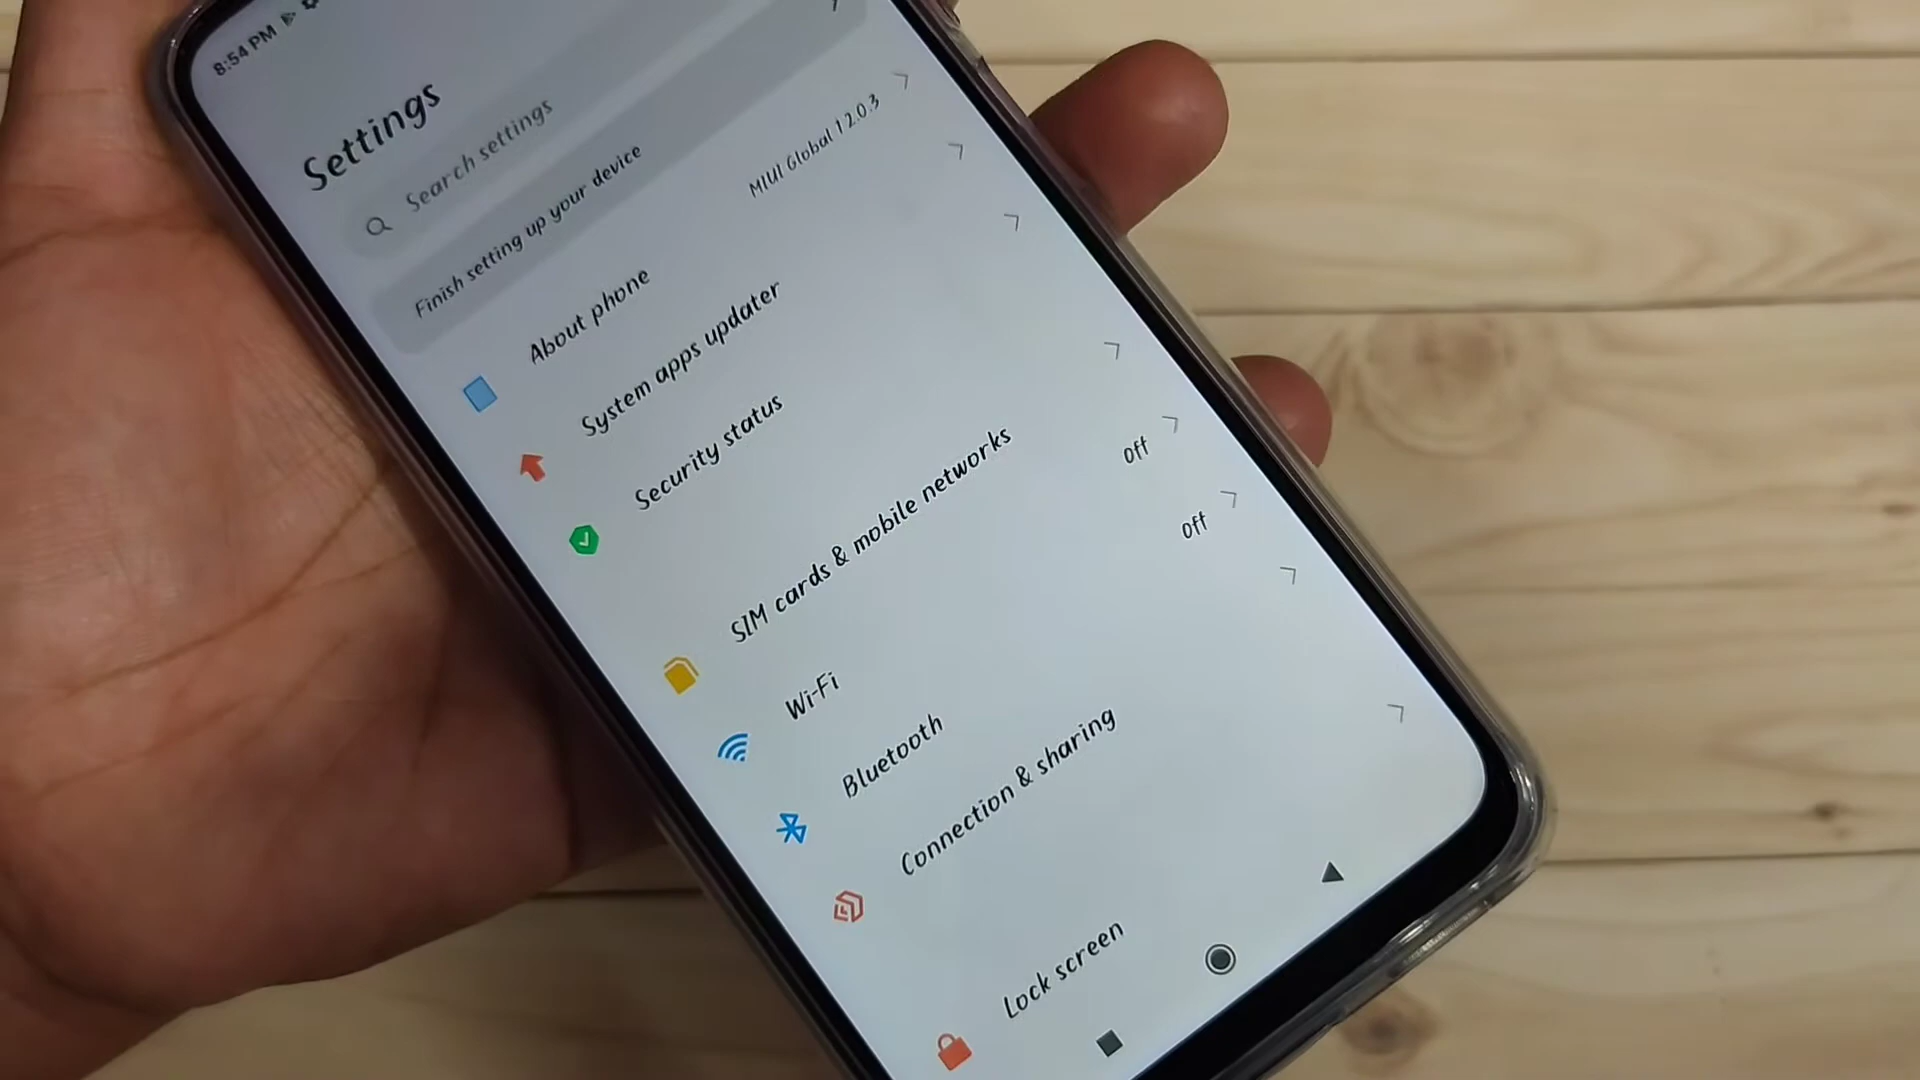 8:54 PM
Settings
Search settings
Finish setting up your device
About phone MIUI Global 12.0.3
System apps updater
Security status
SIM cards & mobile networks
Wi-Fi Off
Bluetooth Off
Connection & sharing
Lock screen